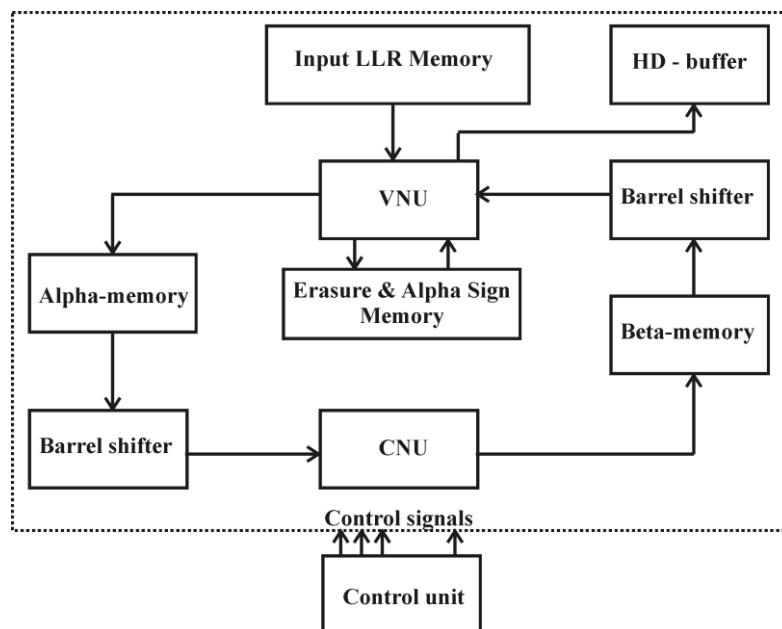 Input LLR Memory
HD - buffer
VNU
Barrel shifter
Alpha-memory
Erasure & Alpha Sign
Memory
Beta-memory
Barrel shifter
CNU
Control signals
Control unit